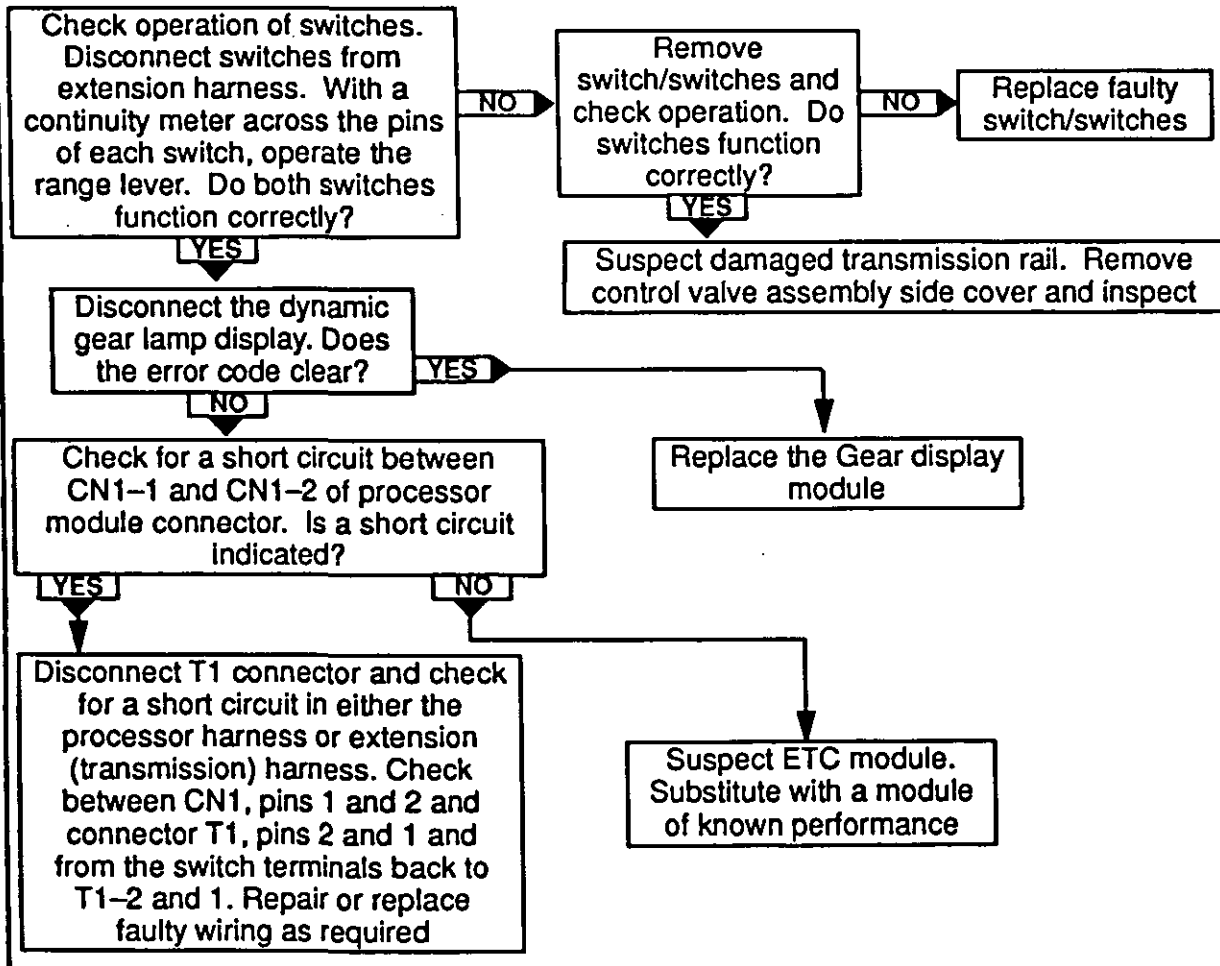 Check operation of switches.
Disconnect switches from
extension harness. With a
continuity meter across the pins
of each switch, operate the
range lever. Do both switches
function correctly?
NO
Remove
switch/switches and
check operation. Do
switches function
correctly?
NO
Replace faulty
switch/switches
YES
YES
Suspect damaged transmission rail. Remove
control valve assembly side cover and inspect
Disconnect the dynamic
gear lamp display. Does
the error code clear?
YES
NO
Replace the Gear display
module
Check for a short circuit between
CN1–1 and CN1–2 of processor
module connector. Is a short circuit
indicated?
YES
NO
Disconnect T1 connector and check
for a short circuit in either the
processor harness or extension
(transmission) harness. Check
between CN1, pins 1 and 2 and
connector T1, pins 2 and 1 and
from the switch terminals back to
T1–2 and 1. Repair or replace
faulty wiring as required
Suspect ETC module.
Substitute with a module
of known performance